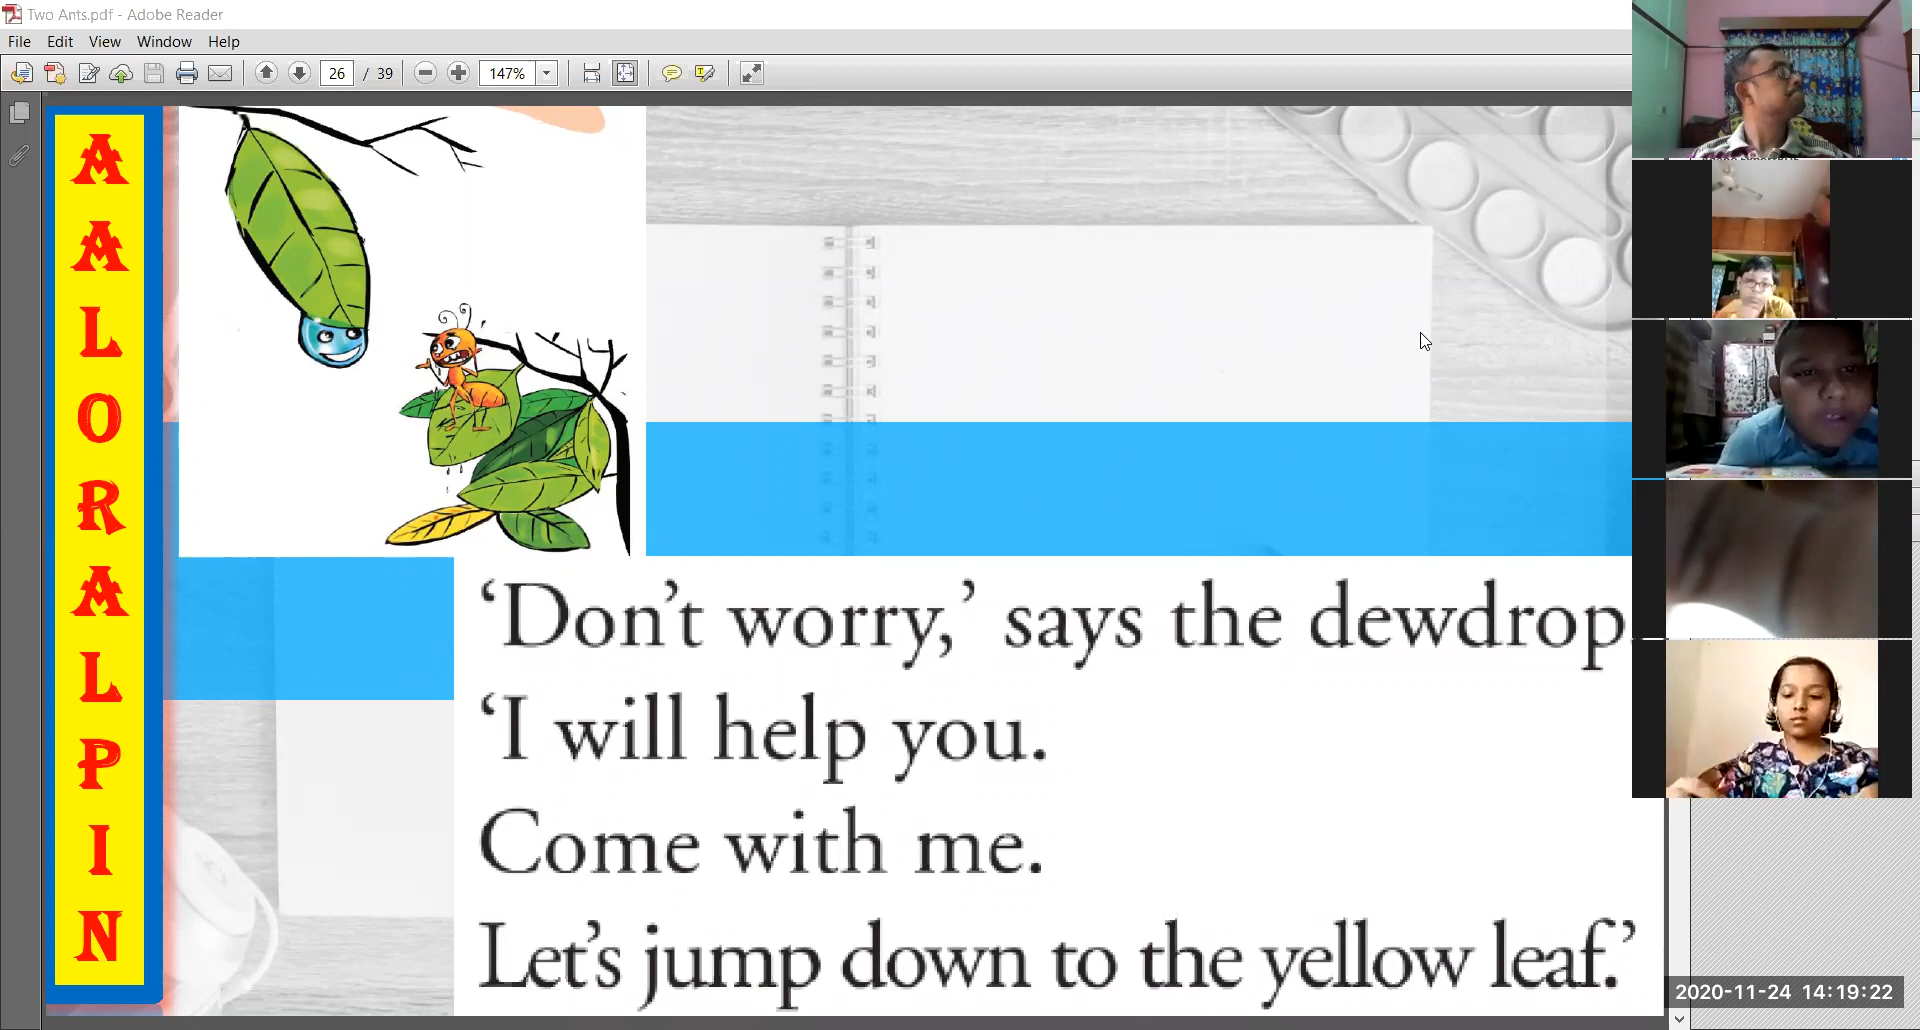 Two Ants.pdf - Adobe Reader
File Edit View Window Help
26 / 39 147%
AALORALPIN
‘Don’t worry,’ says the dewdrop
‘I will help you.
Come with me.
Let’s jump down to the yellow leaf.’
2020-11-24 14:19:22